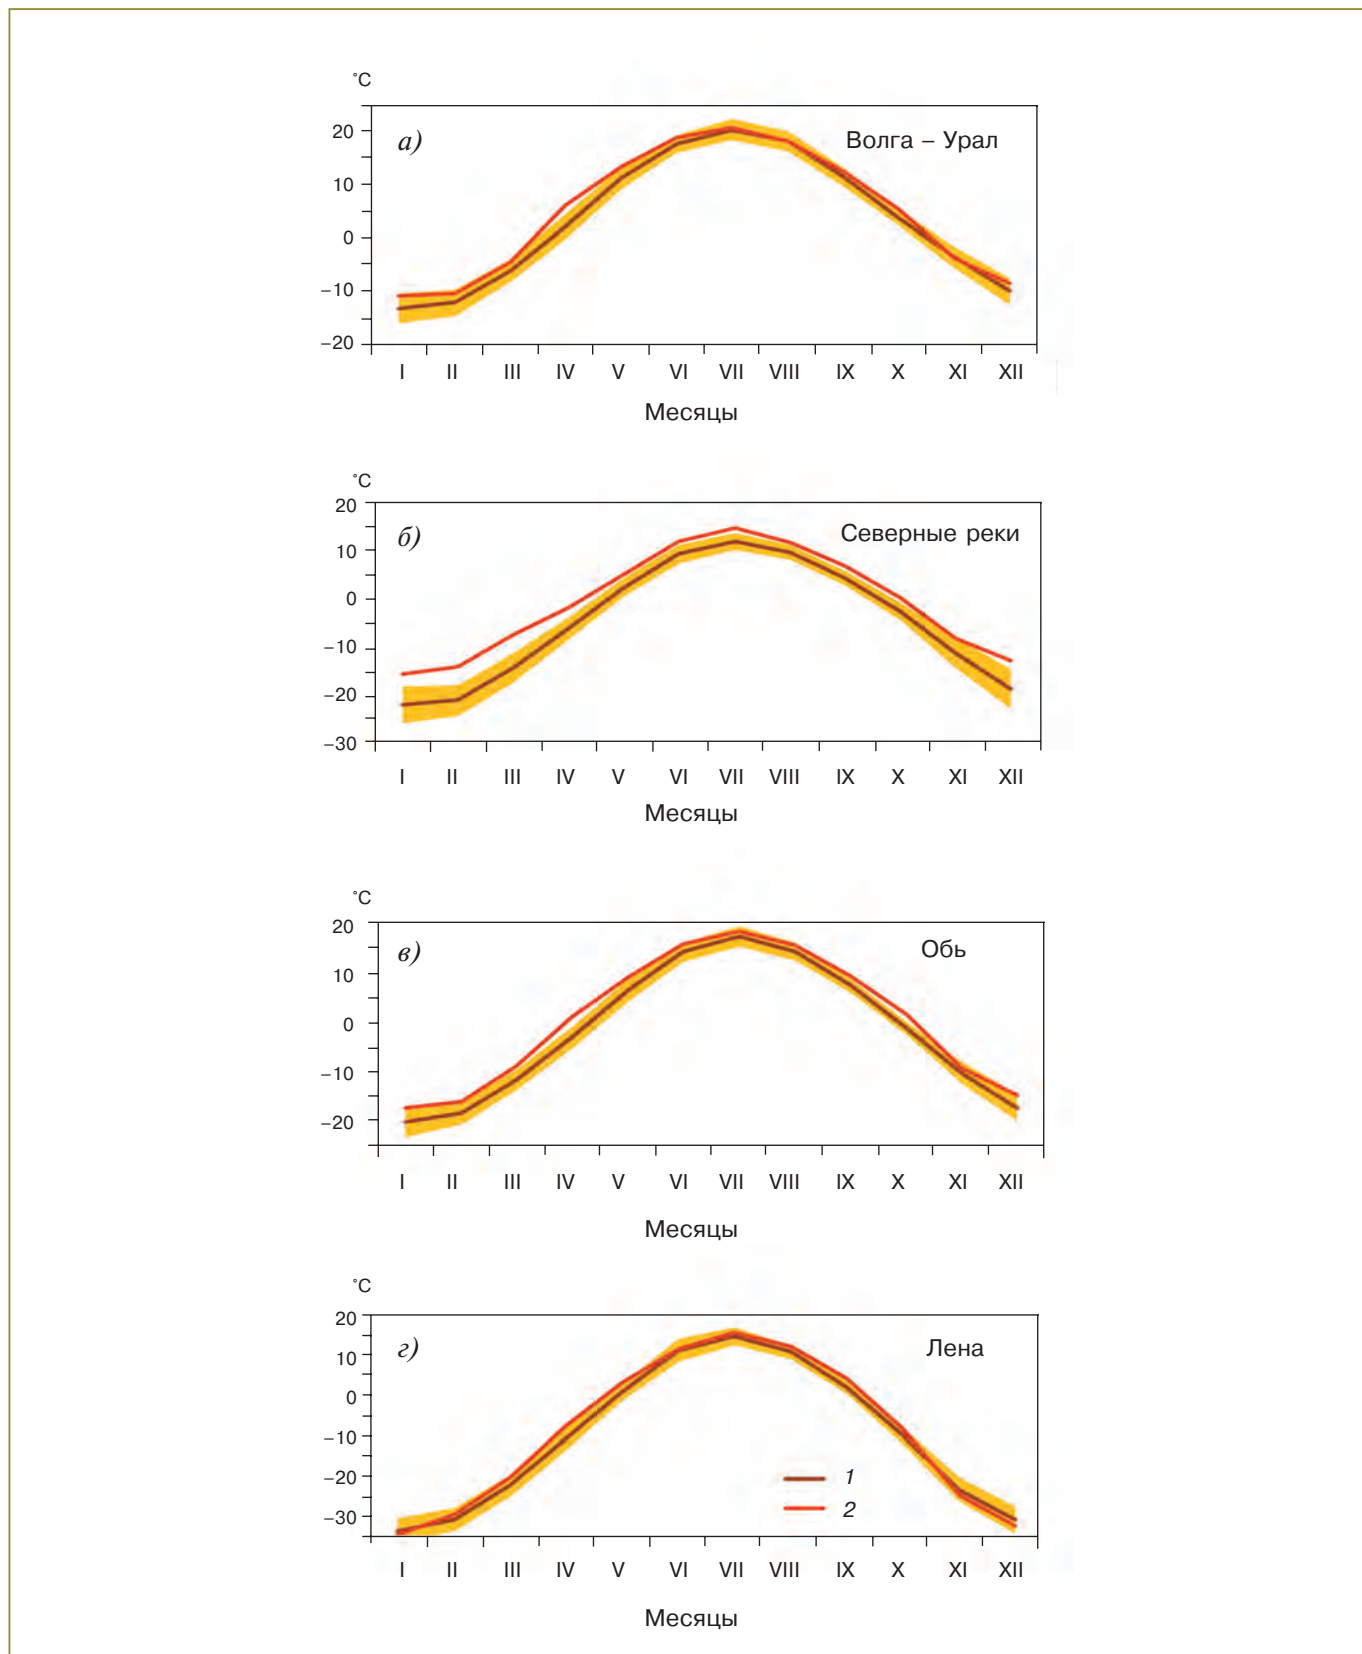 ˚C
20
10
0
−10
−20
а)
Волга – Урал
I II III IV V VI VII VIII IX X XI XII
Месяцы
˚C
20
10
0
−10
−20
−30
б)
Северные реки
I II III IV V VI VII VIII IX X XI XII
Месяцы
˚C
20
10
0
−10
−20
в)
Обь
I II III IV V VI VII VIII IX X XI XII
Месяцы
˚C
20
10
0
−10
−20
−30
г)
Лена
1
2
I II III IV V VI VII VIII IX X XI XII
Месяцы